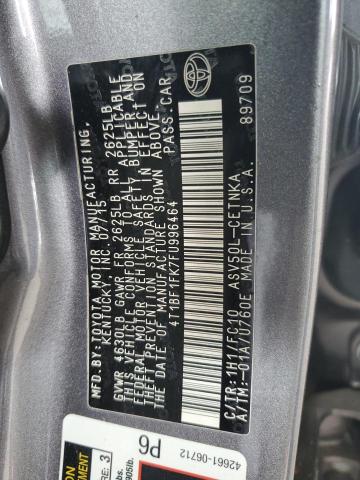 MFD.BY:TOYOTA MOTOR MANUFACTURING,
KENTUCKY, INC. 07/15
GVWR 4630LB GAWR FR 2625LB RR 2625LB
THIS VEHICLE CONFORMS TO ALL APPLICABLE
FEDERAL MOTOR VEHICLE SAFETY, BUMPER AND
THEFT PREVENTION STANDARDS IN EFFECT ON
THE DATE OF MANUFACTURE SHOWN ABOVE.
4T1BF1FK7FU996464 PASS.CAR
C/TR:1H1/FC10 ASV50L-CETNKA
A/TM:-01A/U760E MADE IN U.S.A.
89709
42661-06712
P6
RE: 3